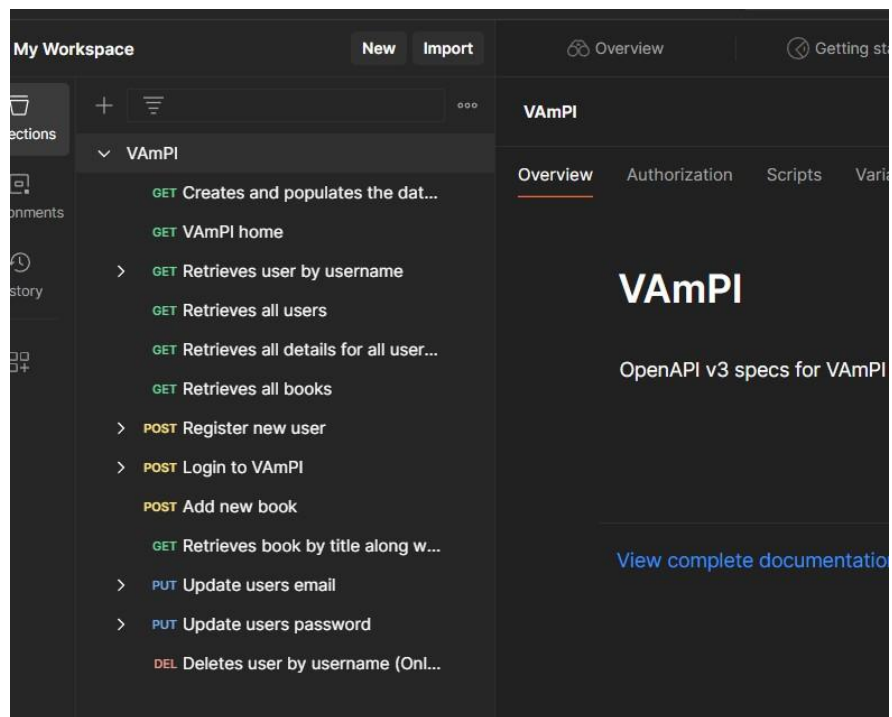 My Workspace New Import
Overview Getting sta
ections
VAmPI
VAmPI
Overview Authorization Scripts Varia
onments
story
GET Creates and populates the dat...
GET VAmPI home
GET Retrieves user by username
GET Retrieves all users
GET Retrieves all details for all user...
GET Retrieves all books
POST Register new user
POST Login to VAmPI
POST Add new book
GET Retrieves book by title along w...
PUT Update users email
PUT Update users password
DEL Deletes user by username (Onl...
VAmPI
OpenAPI v3 specs for VAmPI
View complete documentation